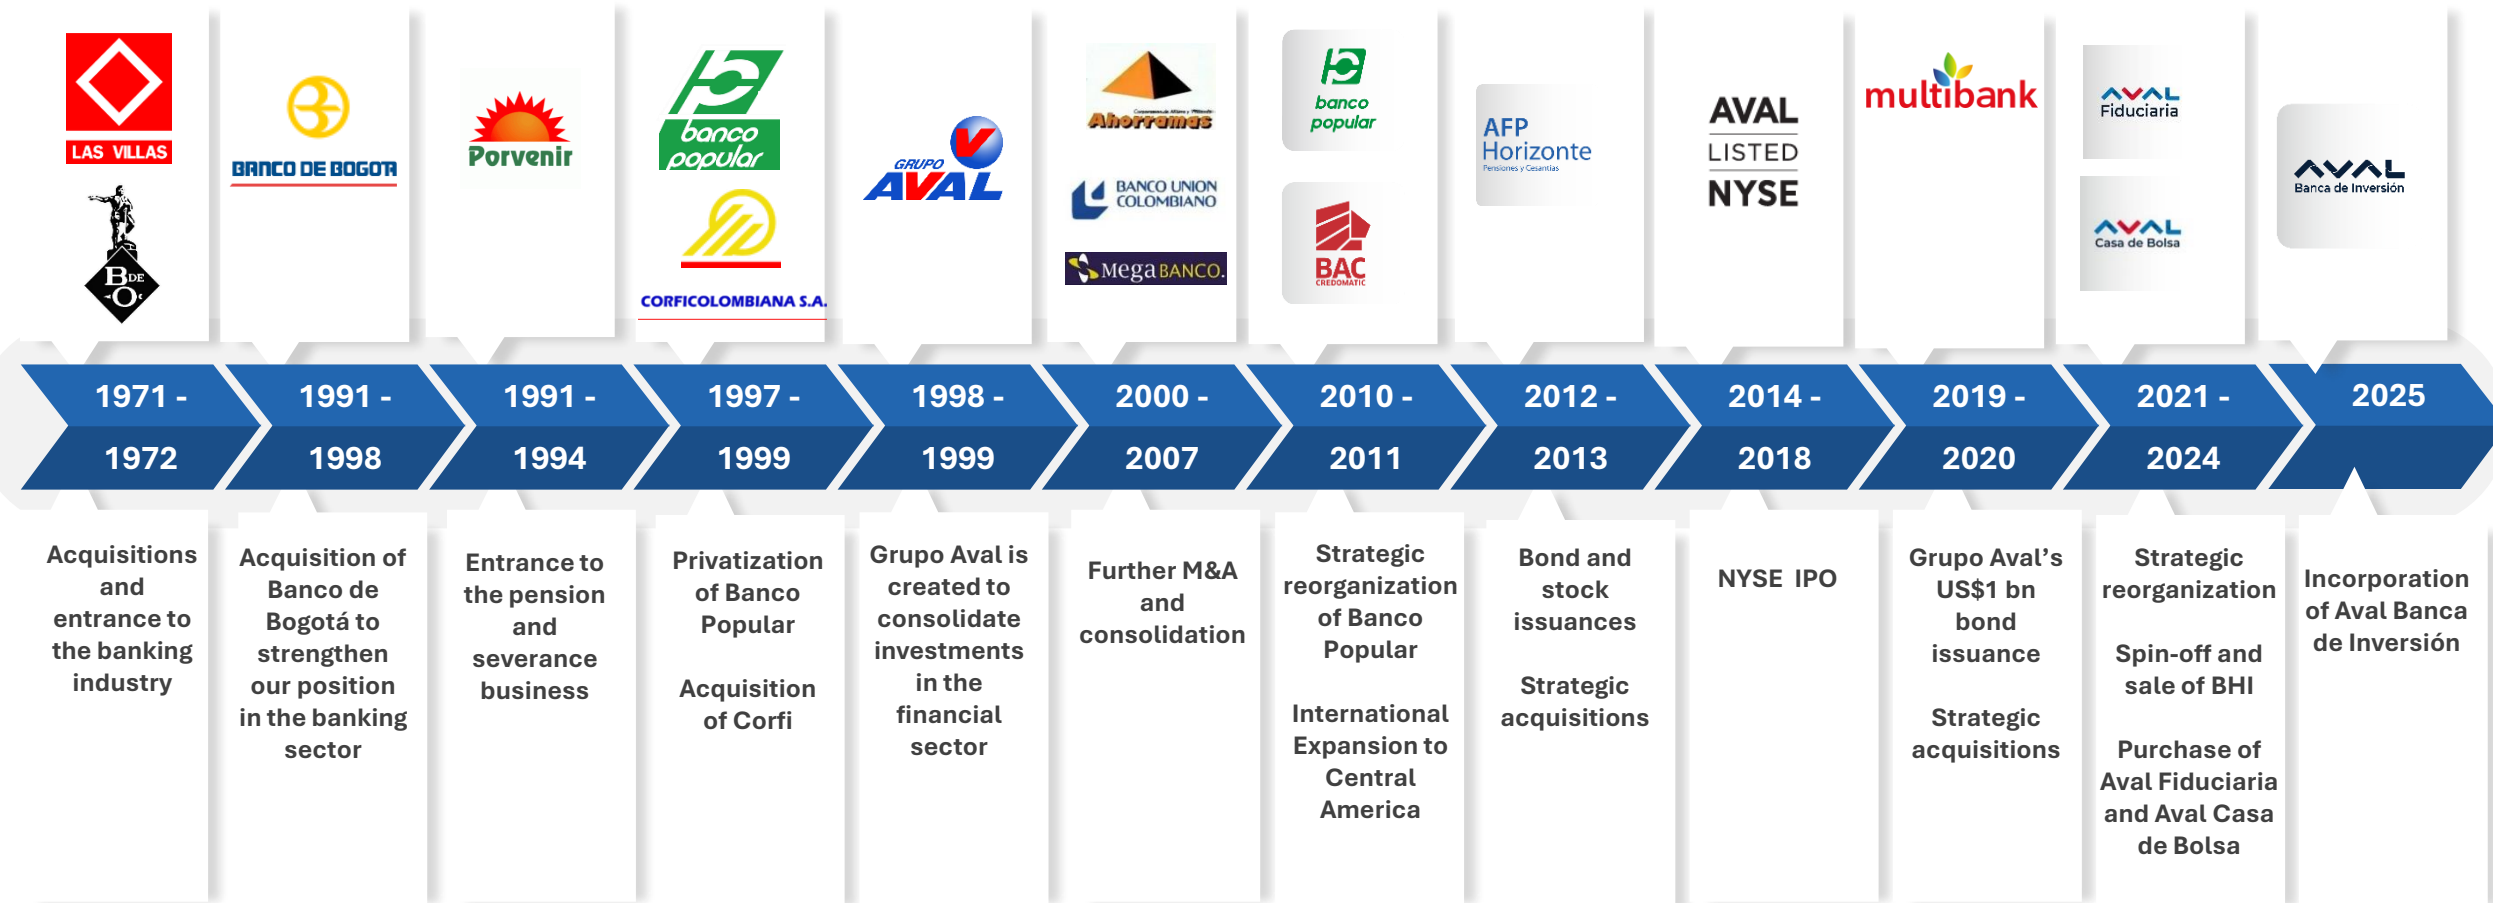 LAS VILLAS
B DE
O
BANCO DE BOGOTA
Porvenir
banco
popular
CORFICOLOMBIANA S.A.
GRUPO
AVAL
Ahorramas
BANCO UNION
COLOMBIANO
MegaBANCO.
banco
popular
BAC
CREDOMATIC
AFP
Horizonte
Pensiones y Cesantías
AVAL
LISTED
NYSE
multibank
AVAL
Fiduciaria
AVAL
Casa de Bolsa
AVAL
Banca de Inversión
1971 -
1972
1991 -
1998
1991 -
1994
1997 -
1999
1998 -
1999
2000 -
2007
2010 -
2011
2012 -
2013
2014 -
2018
2019 -
2020
2021 -
2024
2025
Acquisitions
and
entrance to
the banking
industry
Acquisition of
Banco de
Bogotá to
strengthen
our position
in the banking
sector
Entrance to
the pension
and
severance
business
Privatization
of Banco
Popular
Acquisition
of Corfi
Grupo Aval is
created to
consolidate
investments
in the
financial
sector
Further M&A
and
consolidation
Strategic
reorganization
of Banco
Popular
International
Expansion to
Central
America
Bond and
stock
issuances
Strategic
acquisitions
NYSE IPO
Grupo Aval’s
US$1 bn
bond
issuance
Strategic
acquisitions
Strategic
reorganization
Spin-off and
sale of BHI
Purchase of
Aval Fiduciaria
and Aval Casa
de Bolsa
Incorporation
of Aval Banca
de Inversión